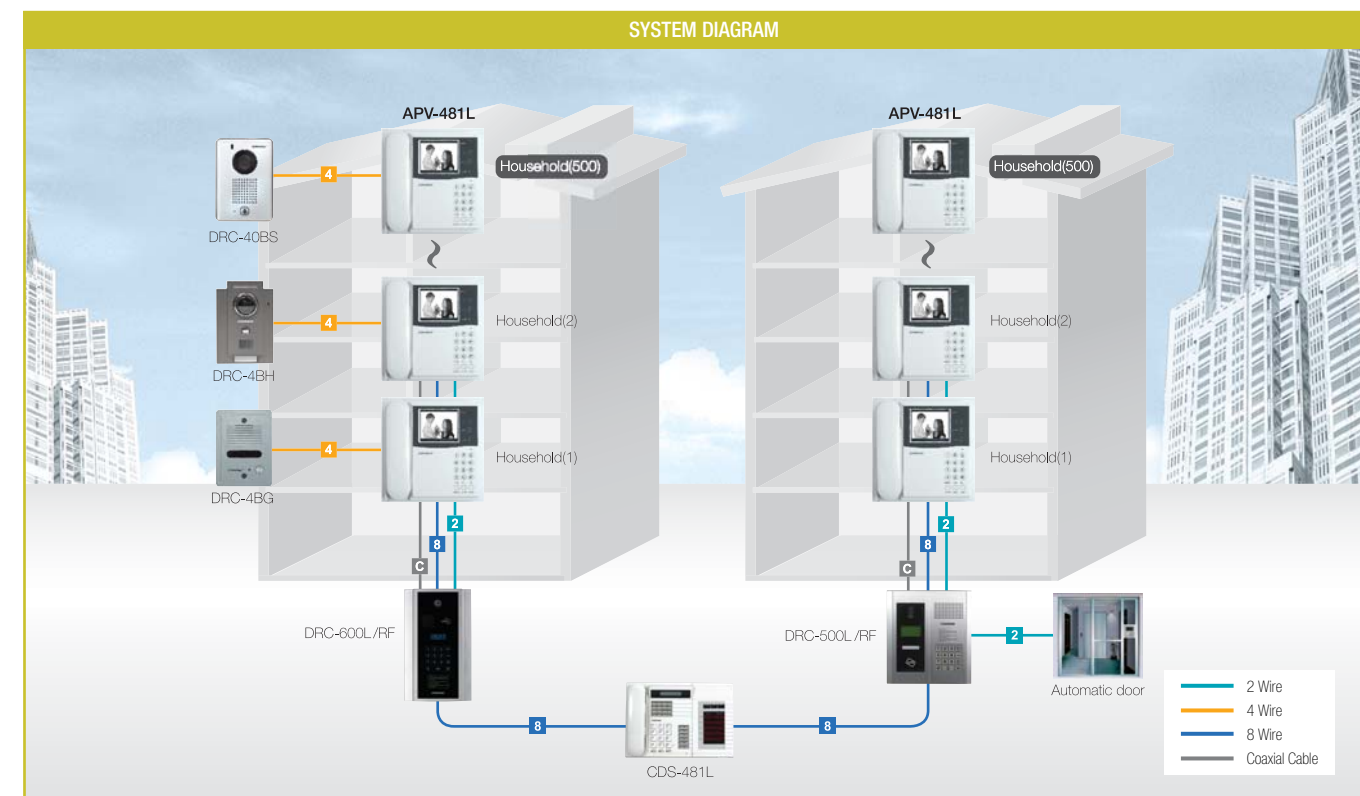 SYSTEM DIAGRAM
APV-481L
APV-481L
Household(500)
Household(500)
4
DRC-40BS
Household(2)
Household(2)
4
DRC-4BH
Household(1)
Household(1)
4
DRC-4BG
2
2
8
8
C
C
DRC-600L/RF
DRC-500L/RF
2
Automatic door
2 Wire
4 Wire
8 Wire
Coaxial Cable
8
8
CDS-481L